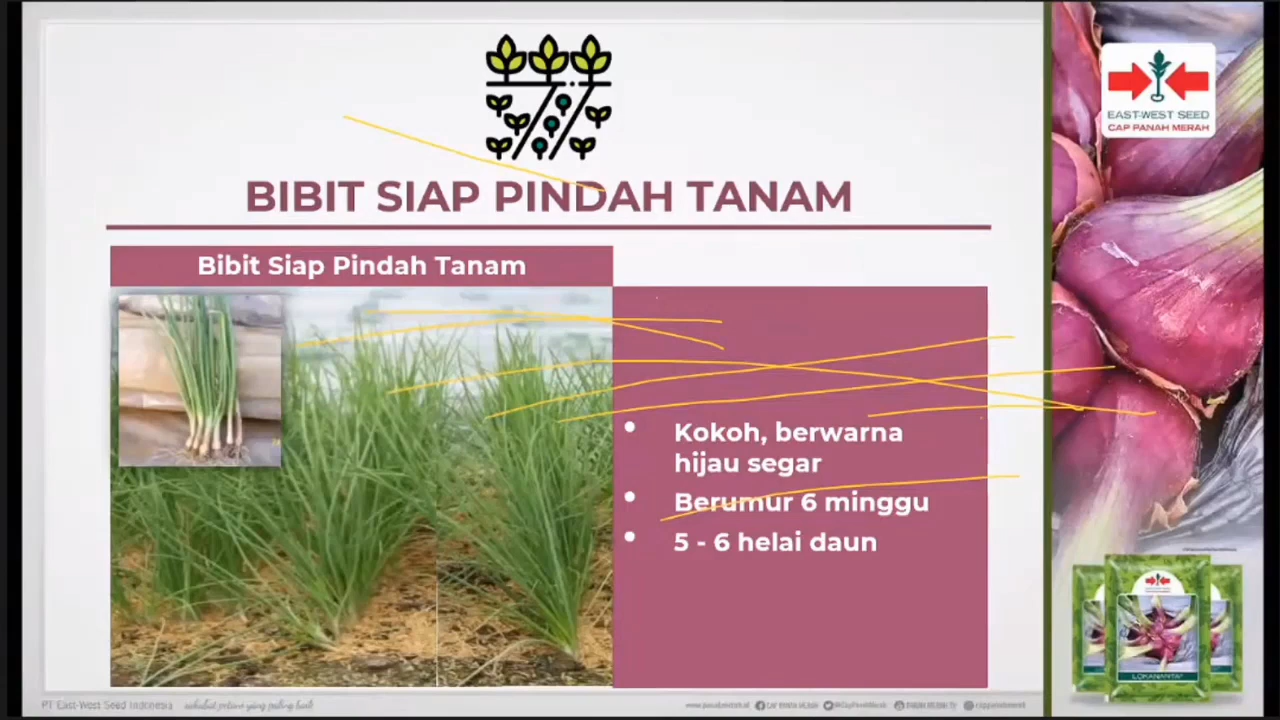 EAST-WEST SEED
CAP PANAH MERAH
BIBIT SIAP PINDAH TANAM
Bibit Siap Pindah Tanam
• Kokoh, berwarna
hijau segar
• Berumur 6 minggu
• 5 - 6 helai daun
LOKANANTA
PT East-West Seed Indonesia